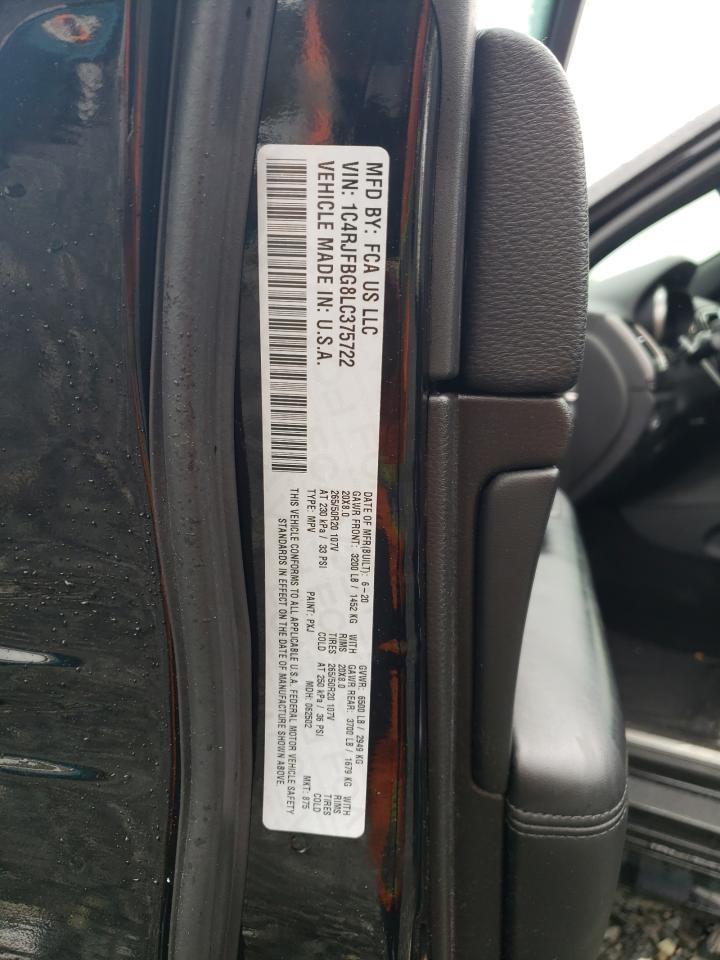 MFD BY: FCA US LLC
VIN: 1C4RJFBG8LC375722
VEHICLE MADE IN: U.S.A.
DATE OF MFR(BUILT): 6-20 GVWR: 6500 LB / 2949 KG
GAWR FRONT: 3200 LB / 1452 KG WITH GAWR REAR: 3700 LB / 1679 KG WITH
20X8.0 RIMS 20X8.0 RIMS
265/50R20 107V TIRES 265/50R20 107V TIRES
AT 230 kPa / 33 PSI COLD AT 250 kPa / 36 PSI COLD
TYPE: MPV PAINT: PXJ MDH: 062502 MKT: 875
THIS VEHICLE CONFORMS TO ALL APPLICABLE U.S.A. FEDERAL MOTOR VEHICLE SAFETY
STANDARDS IN EFFECT ON THE DATE OF MANUFACTURE SHOWN ABOVE.